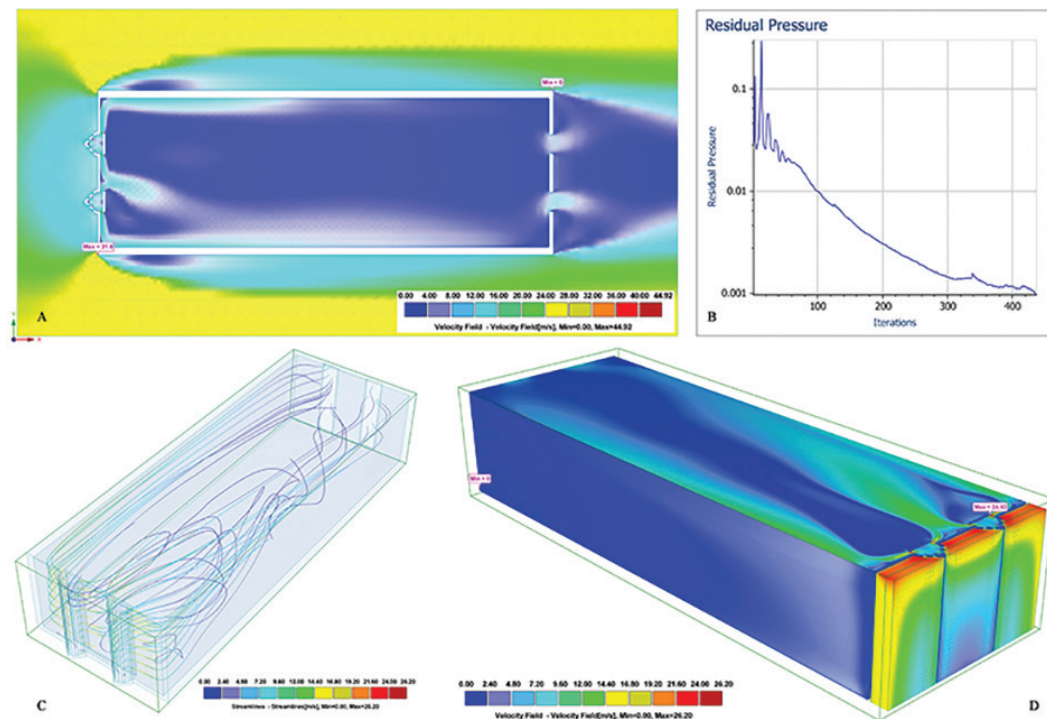 Min = 0
Max = 31.6
0.00 4.00 8.00 12.00 16.00 20.00 24.00 28.00 32.00 36.00 40.00 44.92
Velocity Field - Velocity Field[m/s], Min=0.00, Max=44.92
A
Residual Pressure
0.1
0.01
0.001
Residual Pressure
100 200 300 400
Iterations
B
Min = 0
Max = 24.43
0.00 2.40 4.80 7.20 9.60 12.00 14.40 16.80 19.20 21.60 24.00 26.20
Streamlines - Streamlines[m/s], Min=0.00, Max=26.20
C
0.00 2.40 4.80 7.20 9.60 12.00 14.40 16.80 19.20 21.60 24.00 26.20
Velocity Field - Velocity Field[m/s], Min=0.00, Max=26.20
D